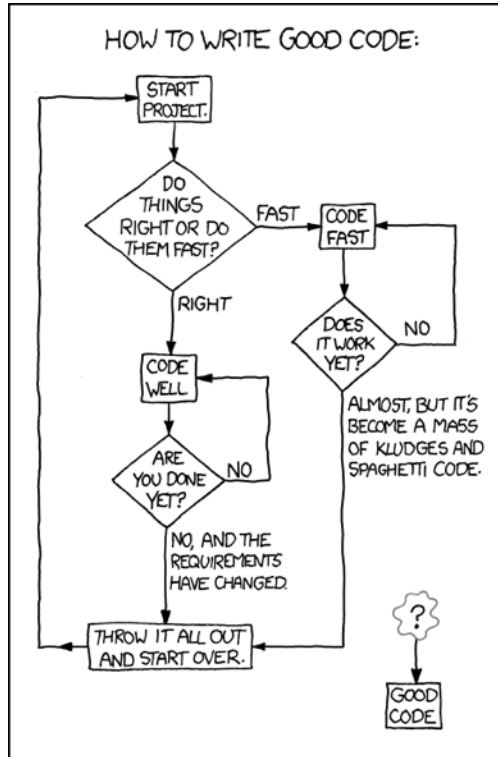 HOW TO WRITE GOOD CODE:
START
PROJECT.
DO
THINGS
RIGHT OR DO
THEM FAST?
FAST
CODE
FAST
RIGHT
DOES
IT WORK
YET?
NO
CODE
WELL
ALMOST, BUT IT'S
BECOME A MASS
OF KLUDGES AND
SPAGHETTI CODE.
ARE
YOU DONE
YET?
NO
NO, AND THE
REQUIREMENTS
HAVE CHANGED.
THROW IT ALL OUT
AND START OVER.
?
GOOD
CODE